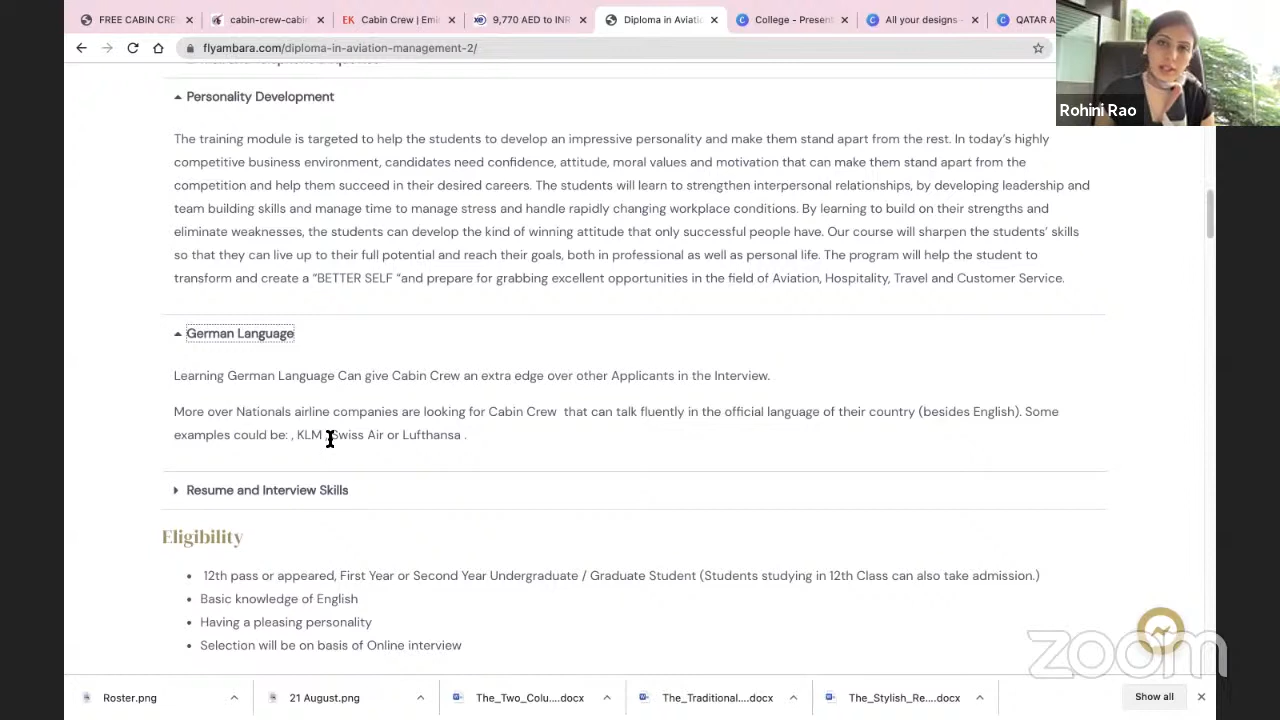 FREE CABIN CRE
cabin-crew-cabin
EK Cabin Crew | Emi
9,770 AED to INR
Diploma in Aviatio
College - Present
All your designs -
QATAR A
flyambara.com/diploma-in-aviation-management-2/
Rohini Rao
Personality Development
The training module is targeted to help the students to develop an impressive personality and make them stand apart from the rest. In today's highly
competitive business environment, candidates need confidence, attitude, moral values and motivation that can make them stand apart from the
competition and help them succeed in their desired careers. The students will learn to strengthen interpersonal relationships, by developing leadership and
team building skills and manage time to manage stress and handle rapidly changing workplace conditions. By learning to build on their strengths and
eliminate weaknesses, the students can develop the kind of winning attitude that only successful people have. Our course will sharpen the students' skills
so that they can live up to their full potential and reach their goals, both in professional as well as personal life. The program will help the student to
transform and create a "BETTER SELF "and prepare for grabbing excellent opportunities in the field of Aviation, Hospitality, Travel and Customer Service.
German Language
Learning German Language Can give Cabin Crew an extra edge over other Applicants in the Interview.
More over Nationals airline companies are looking for Cabin Crew that can talk fluently in the official language of their country (besides English). Some
examples could be: , KLM , Swiss Air or Lufthansa .
Resume and Interview Skills
Eligibility
• 12th pass or appeared, First Year or Second Year Undergraduate / Graduate Student (Students studying in 12th Class can also take admission.)
• Basic knowledge of English
• Having a pleasing personality
• Selection will be on basis of Online interview
zoom
Roster.png
21 August.png
The_Two_Colu....docx
The_Traditional....docx
The_Stylish_Re....docx
Show all